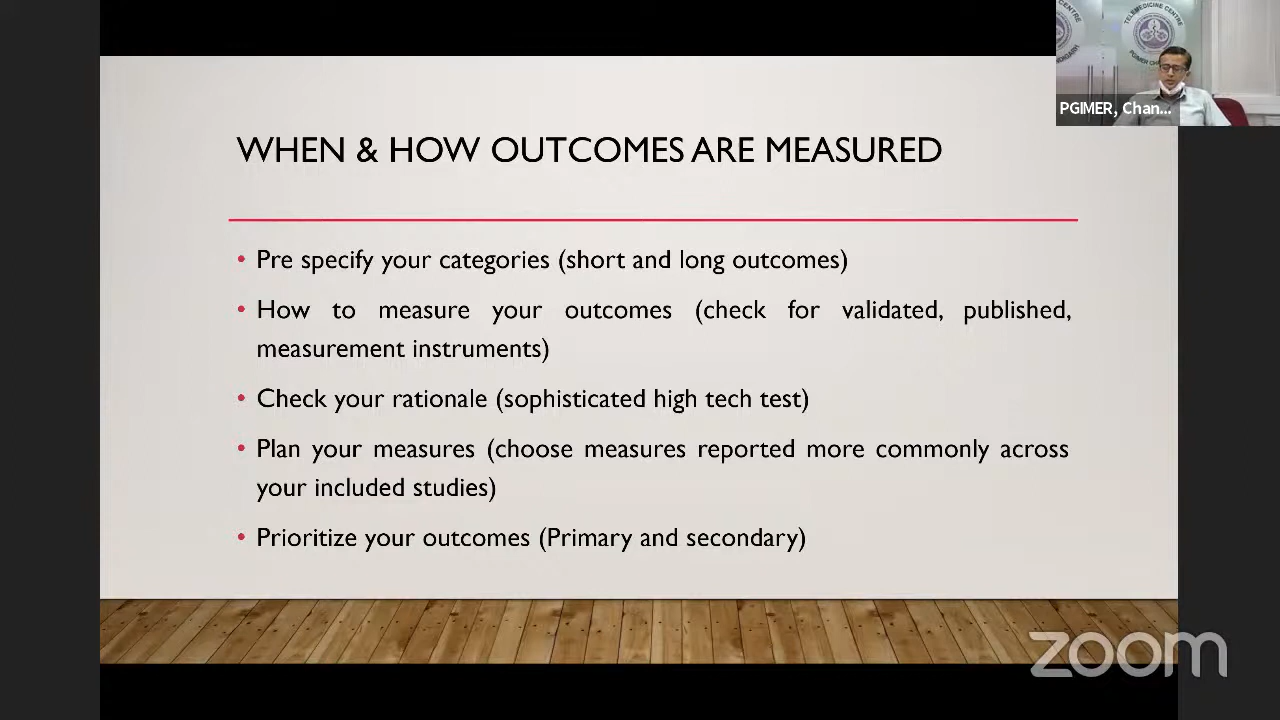 TELEMEDICINE CENTRE
PGIMER, Chan...
WHEN & HOW OUTCOMES ARE MEASURED
• Pre specify your categories (short and long outcomes)
• How to measure your outcomes (check for validated, published,
measurement instruments)
• Check your rationale (sophisticated high tech test)
• Plan your measures (choose measures reported more commonly across
your included studies)
• Prioritize your outcomes (Primary and secondary)
zoom